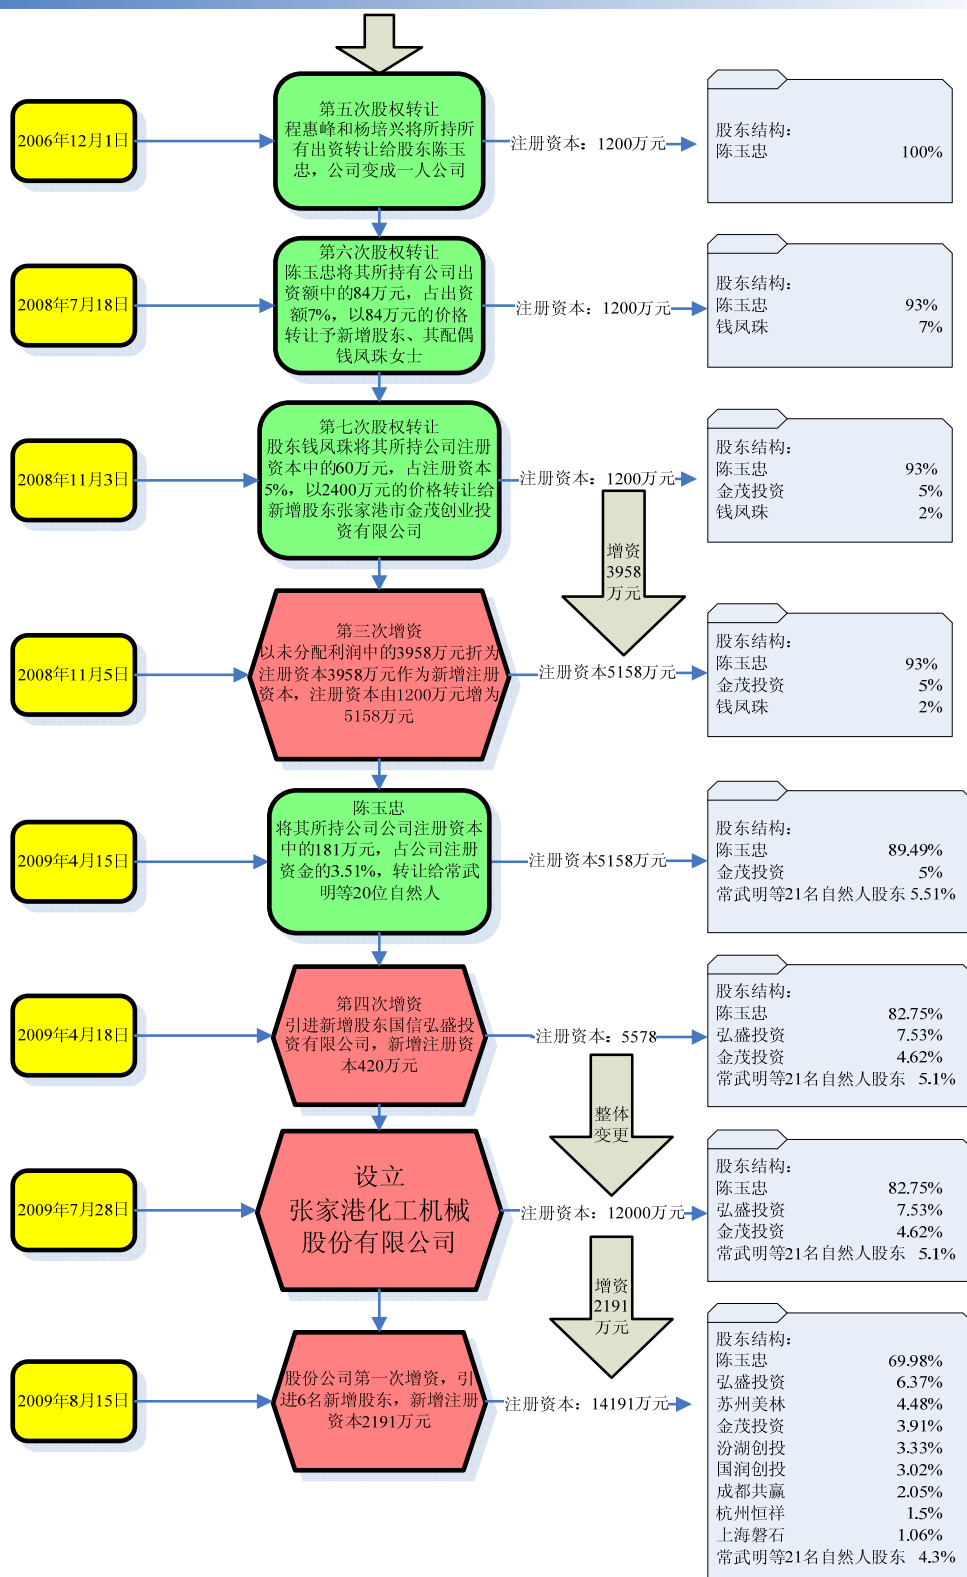 第五次股权转让
程惠峰和杨培兴将所持所
有出资转让给股东陈玉
忠，公司变成一人公司
2006年12月1日
注册资本：1200万元
股东结构：
陈玉忠 100%
第六次股权转让
陈玉忠将其所持有公司出
资额中的84万元，占出资
额7%，以84万元的价格
转让予新增股东、其配偶
钱凤珠女士
2008年7月18日
注册资本：1200万元
股东结构：
陈玉忠 93%
钱凤珠 7%
第七次股权转让
股东钱凤珠将其所持公司注册
资本中的60万元，占注册资本
5%，以2400万元的价格转让给
新增股东张家港市金茂创业投
资有限公司
2008年11月3日
注册资本：1200万元
股东结构：
陈玉忠 93%
金茂投资 5%
钱凤珠 2%
增资
3958
万元
第三次增资
以未分配利润中的3958万元折为
注册资本3958万元作为新增注册
资本，注册资本由1200万元增为
5158万元
2008年11月5日
注册资本5158万元
股东结构：
陈玉忠 93%
金茂投资 5%
钱凤珠 2%
陈玉忠
将其所持公司公司注册资本
中的181万元，占公司注册
资金的3.51%，转让给常武
明等20位自然人
2009年4月15日
注册资本5158万元
股东结构：
陈玉忠 89.49%
金茂投资 5%
常武明等21名自然人股东 5.51%
第四次增资
引进新增股东国信弘盛投
资有限公司，新增注册资
本420万元
2009年4月18日
注册资本：5578
股东结构：
陈玉忠 82.75%
弘盛投资 7.53%
金茂投资 4.62%
常武明等21名自然人股东 5.1%
整体
变更
设立
张家港化工机械
股份有限公司
2009年7月28日
注册资本：12000万元
股东结构：
陈玉忠 82.75%
弘盛投资 7.53%
金茂投资 4.62%
常武明等21名自然人股东 5.1%
增资
2191
万元
股份公司第一次增资，引
进6名新增股东，新增注册
资本2191万元
2009年8月15日
注册资本：14191万元
股东结构：
陈玉忠 69.98%
弘盛投资 6.37%
苏州美林 4.48%
金茂投资 3.91%
汾湖创投 3.33%
国润创投 3.02%
成都共赢 2.05%
杭州恒祥 1.5%
上海磐石 1.06%
常武明等21名自然人股东 4.3%